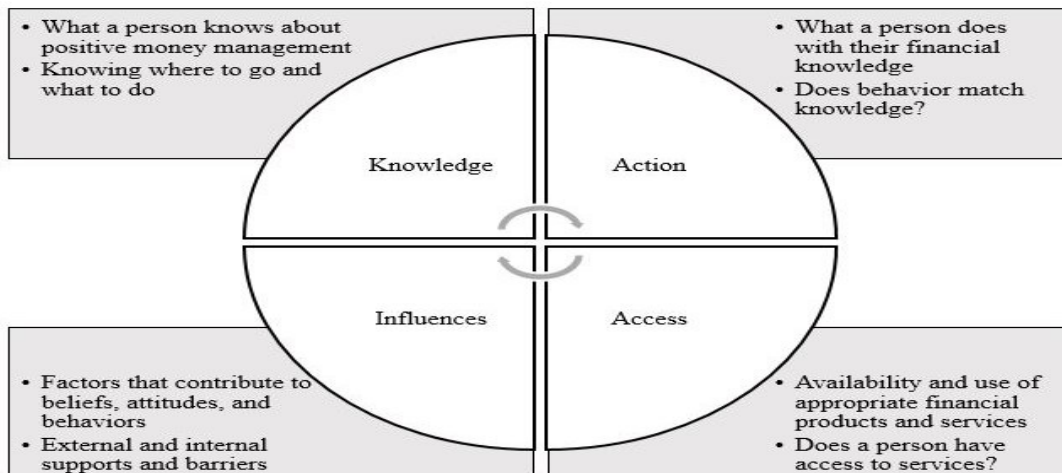 • What a person knows about
positive money management
• Knowing where to go and
what to do
• What a person does
with their financial
knowledge
• Does behavior match
knowledge?
Knowledge
Action
Influences
Access
• Factors that contribute to
beliefs, attitudes, and
behaviors
• External and internal
supports and barriers
• Availability and use of
appropriate financial
products and services
• Does a person have
access to services?